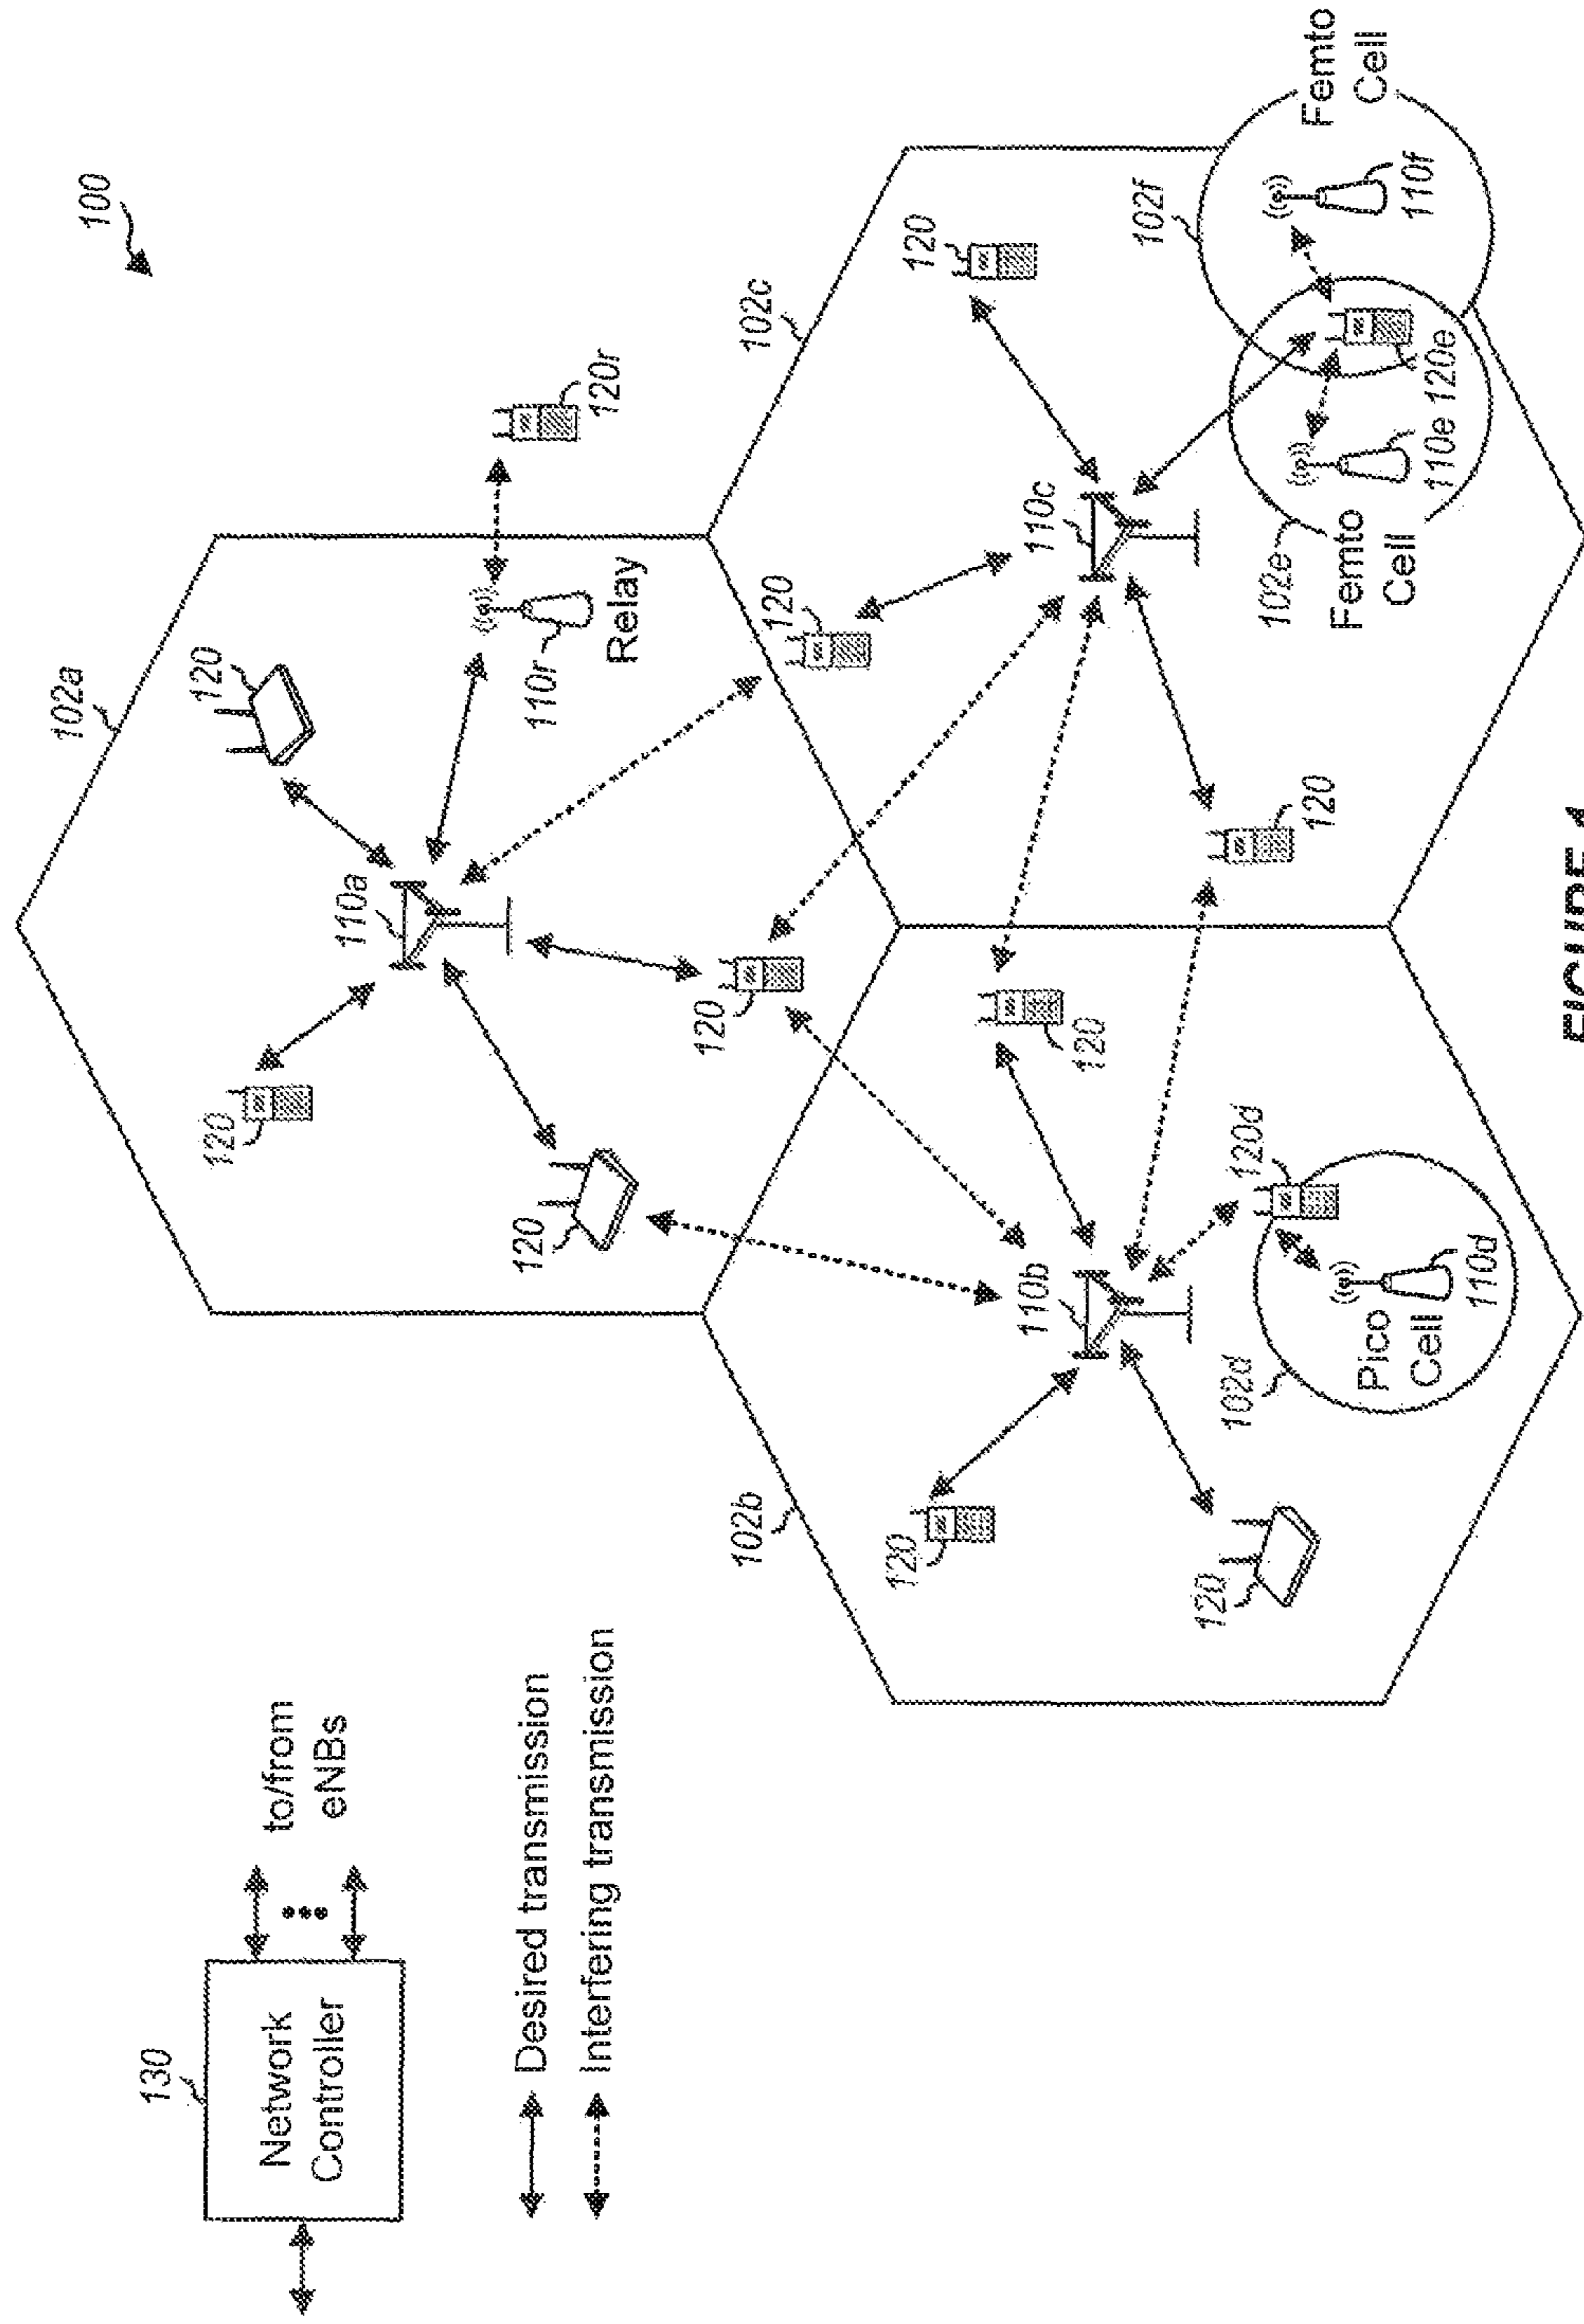 100
130
Network
Controller
to/from
eNBs
Desired transmission
Interfering transmission
102a
120
110a
120
120
120
110r
Relay
120r
102b
120
110b
120
120
120d
102d
Pico
Cell
110d
102c
120
120
110c
120
102f
102e
Femto
Cell
110e
120e
110f
Femto
Cell
FIGURE 1